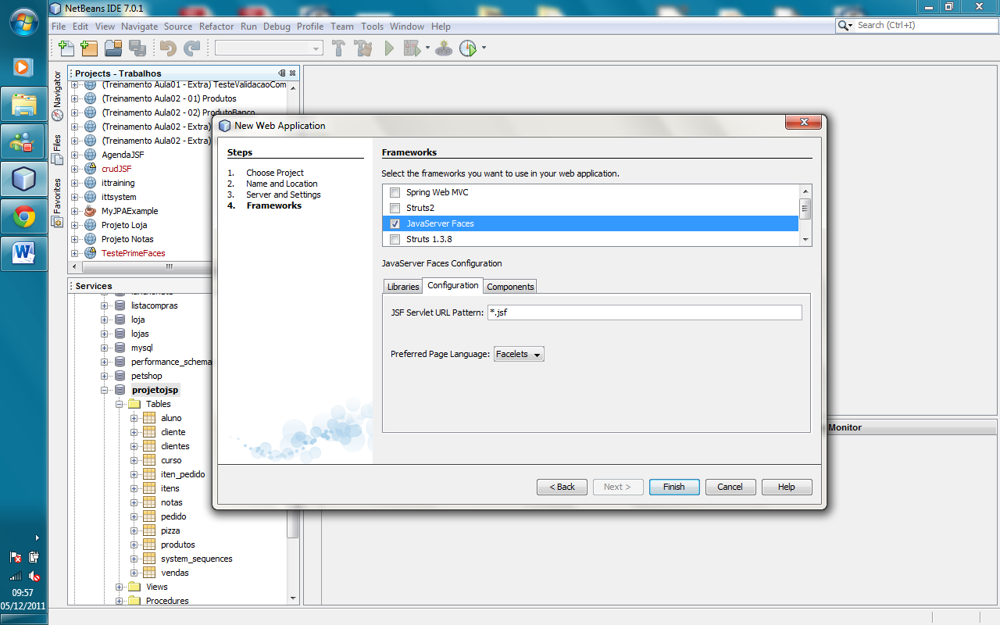 NetBeans IDE 7.0.1
File Edit View Navigate Source Refactor Run Debug Profile Team Tools Window Help
Search (Ctrl+I)
Navigator
Files
Favorites
Projects - Trabalhos
(Treinamento Aula01 - Extra) TesteValidacaoCom
(Treinamento Aula02 - 01) Produtos
(Treinamento Aula02 - 02) ProdutoBanco
(Treinamento Aula02 - Extra)
(Treinamento Aula02 - Extra)
AgendaJSF
crudJSF
ittraining
ittsystem
MyJPAExample
Projeto Loja
Projeto Notas
TestePrimeFaces
Services
listacompras
loja
lojas
mysql
performance_schema
petshop
projetojsp
Tables
aluno
cliente
clientes
curso
iten_pedido
itens
notas
pedido
pizza
produtos
system_sequences
vendas
Views
Procedures
New Web Application
Steps
1. Choose Project
2. Name and Location
3. Server and Settings
4. Frameworks
Frameworks
Select the frameworks you want to use in your web application.
Spring Web MVC
Struts2
JavaServer Faces
Struts 1.3.8
JavaServer Faces Configuration
Libraries Configuration Components
JSF Servlet URL Pattern: *.jsf
Preferred Page Language: Facelets
< Back Next > Finish Cancel Help
Monitor
09:57
05/12/2011